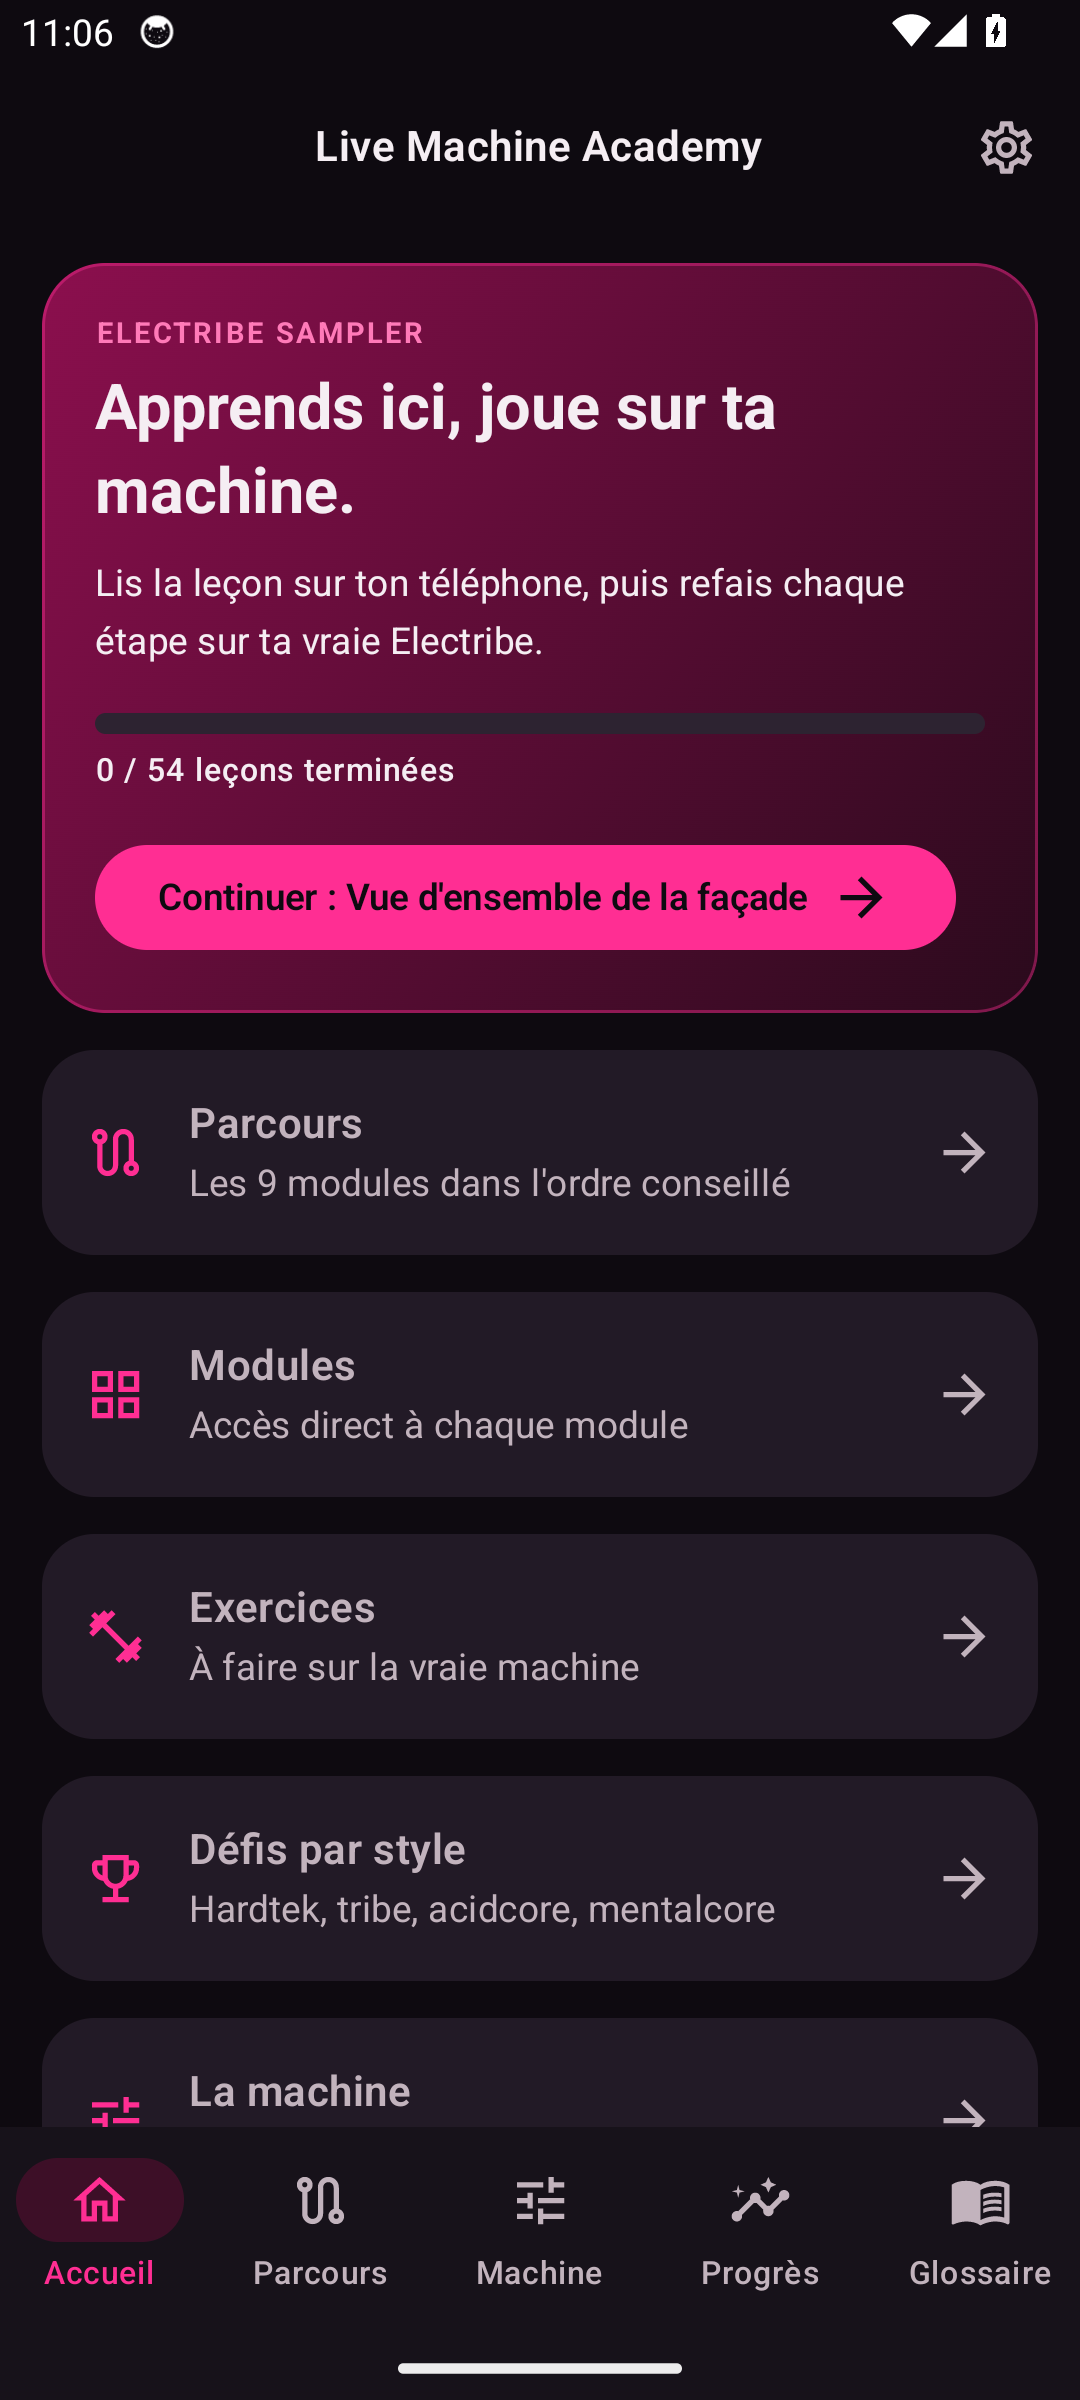 11:06
Live Machine Academy
ELECTRIBE SAMPLER
Apprends ici, joue sur ta
machine.
Lis la leçon sur ton téléphone, puis refais chaque
étape sur ta vraie Electribe.
0 / 54 leçons terminées
Continuer : Vue d'ensemble de la façade
Parcours
Les 9 modules dans l'ordre conseillé
Modules
Accès direct à chaque module
Exercices
À faire sur la vraie machine
Défis par style
Hardtek, tribe, acidcore, mentalcore
La machine
Accueil
Parcours
Machine
Progrès
Glossaire